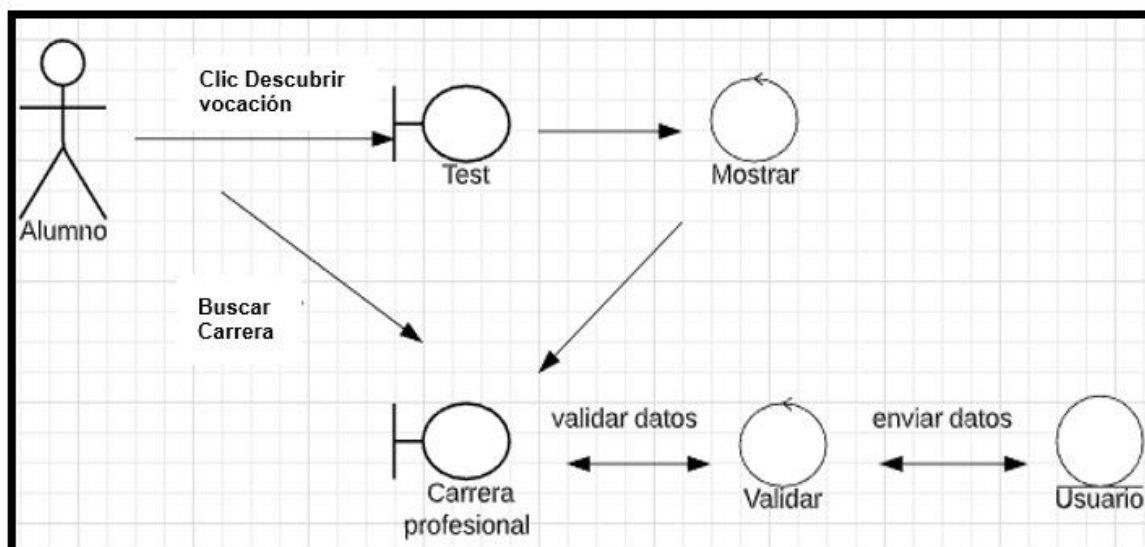 Clic Descubrir
vocación
Test
Mostrar
Alumno
Buscar
Carrera
validar datos
enviar datos
Carrera
profesional
Validar
Usuario